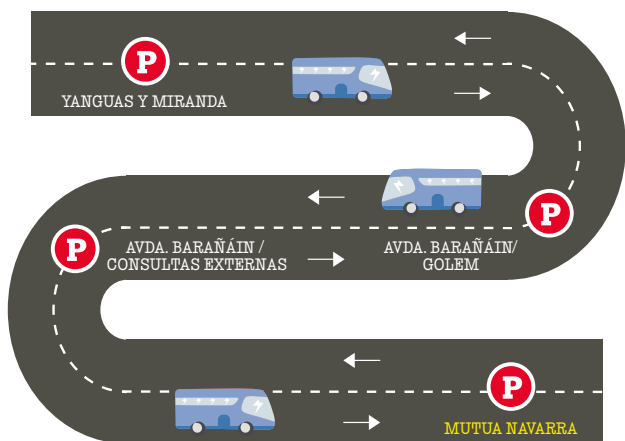 P
YANGUAS Y MIRANDA
P
P
AVDA. BARAÑÁIN /
CONSULTAS EXTERNAS
AVDA. BARAÑÁIN/
GOLEM
P
MUTUA NAVARRA